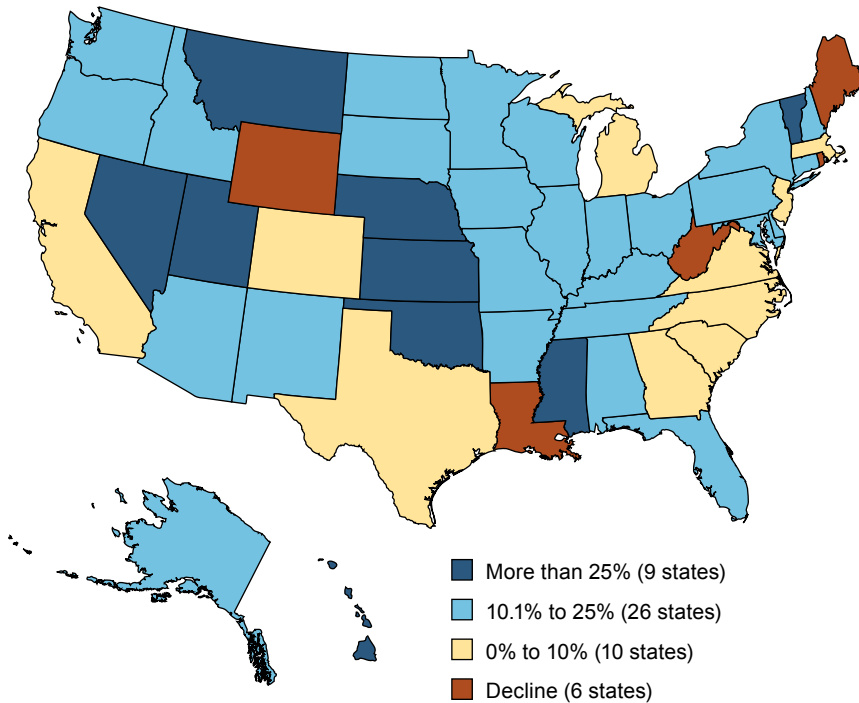 More than 25% (9 states)
10.1% to 25% (26 states)
0% to 10% (10 states)
Decline (6 states)